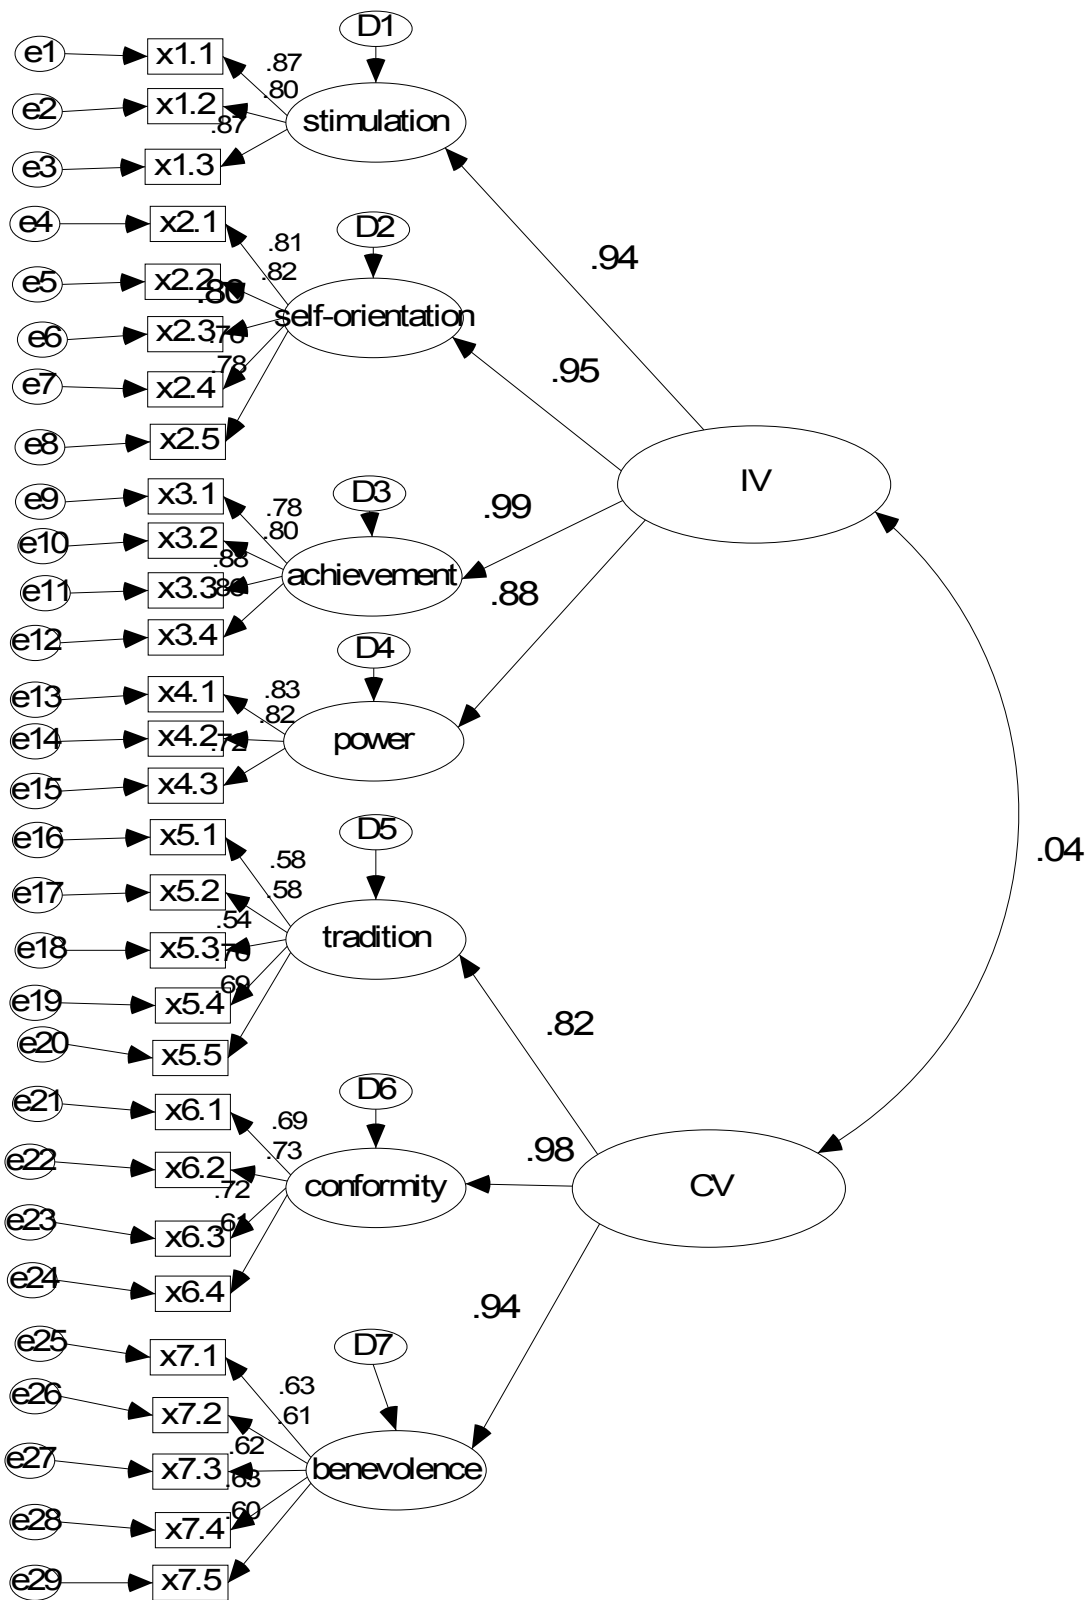 D1
e1 x1.1 .87
.80
e2 x1.2 stimulation
.87
e3 x1.3
e4 x2.1
D2
.81
.82
e5 x2.2
self-orientation
e6 x2.3
.78
e7 x2.4
e8 x2.5
.94
.95
IV
e9 x3.1
D3
.78
.80
.99
e10 x3.2
.88
achievement
e11 x3.3
.88
e12 x3.4
D4
e13 x4.1 .83
.82
e14 x4.2 power
.72
e15 x4.3
e16 x5.1
D5
.58
.58
.04
e17 x5.2
.54
tradition
e18 x5.3
e19 x5.4
.69
e20 x5.5
.82
D6
e21 x6.1
.69
.73
.98
e22 x6.2
.72
conformity
CV
e23 x6.3
.61
e24 x6.4
.94
e25 x7.1
D7
.63
.61
e26 x7.2
.62
e27 x7.3 benevolence
.63
.60
e28 x7.4
e29 x7.5